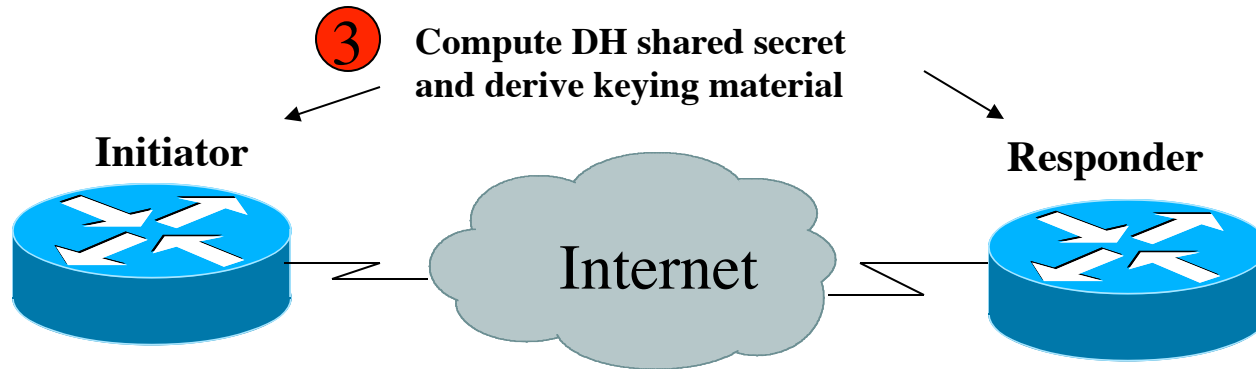 3
Compute DH shared secret
and derive keying material
Initiator
Responder
Internet